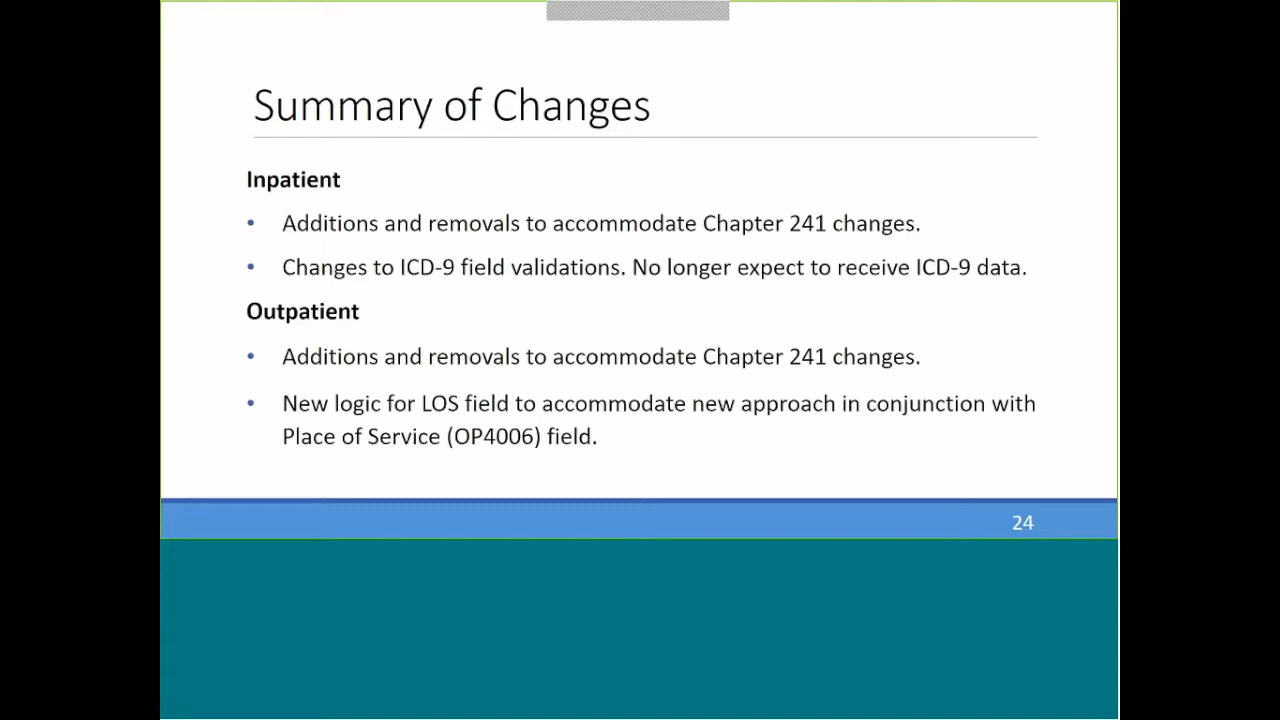 Summary of Changes
Inpatient
• Additions and removals to accommodate Chapter 241 changes.
• Changes to ICD-9 field validations. No longer expect to receive ICD-9 data.
Outpatient
• Additions and removals to accommodate Chapter 241 changes.
• New logic for LOS field to accommodate new approach in conjunction with
Place of Service (OP4006) field.
24